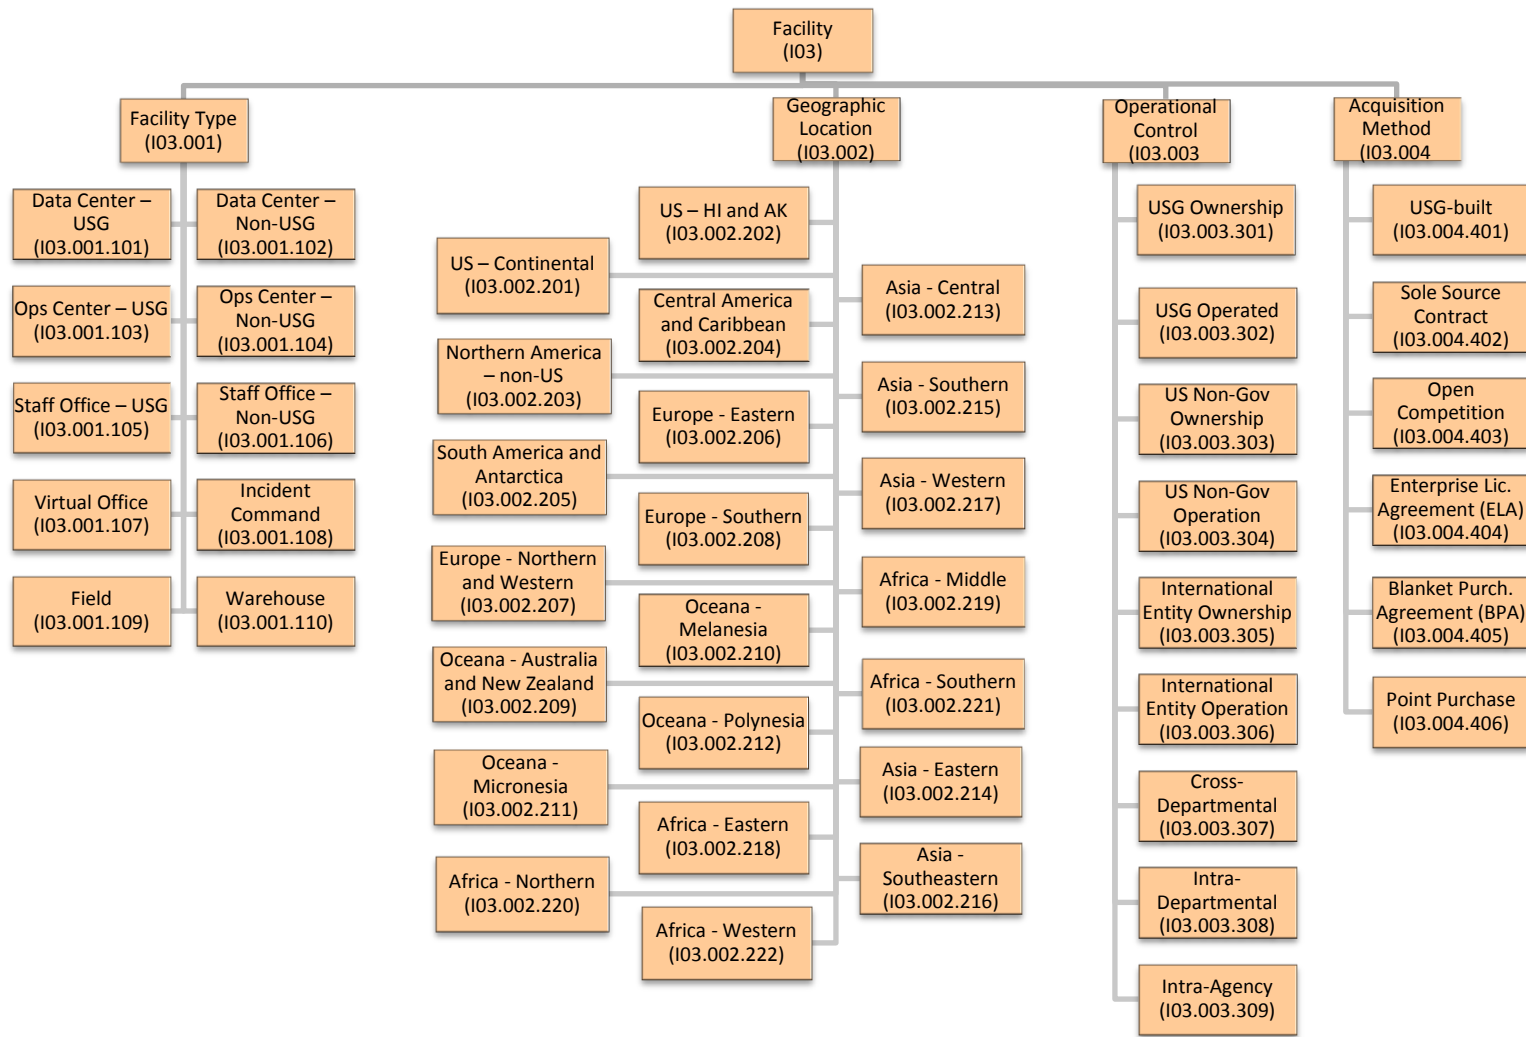 Facility
(I03)
Facility Type
(I03.001)
Geographic
Location
(I03.002)
Operational
Control
(I03.003
Acquisition
Method
(I03.004
Data Center –
USG
(I03.001.101)
Data Center –
Non-USG
(I03.001.102)
Ops Center – USG
(I03.001.103)
Ops Center –
Non-USG
(I03.001.104)
Staff Office – USG
(I03.001.105)
Staff Office –
Non-USG
(I03.001.106)
Virtual Office
(I03.001.107)
Incident
Command
(I03.001.108)
Field
(I03.001.109)
Warehouse
(I03.001.110)
US – HI and AK
(I03.002.202)
US – Continental
(I03.002.201)
Asia - Central
(I03.002.213)
Central America
and Caribbean
(I03.002.204)
Northern America
– non-US
(I03.002.203)
Asia - Southern
(I03.002.215)
Europe - Eastern
(I03.002.206)
South America and
Antarctica
(I03.002.205)
Asia - Western
(I03.002.217)
Europe - Southern
(I03.002.208)
Europe - Northern
and Western
(I03.002.207)
Africa - Middle
(I03.002.219)
Oceana -
Melanesia
(I03.002.210)
Oceana - Australia
and New Zealand
(I03.002.209)
Africa - Southern
(I03.002.221)
Oceana - Polynesia
(I03.002.212)
Oceana -
Micronesia
(I03.002.211)
Asia - Eastern
(I03.002.214)
Africa - Eastern
(I03.002.218)
Asia -
Southeastern
(I03.002.216)
Africa - Northern
(I03.002.220)
Africa - Western
(I03.002.222)
USG Ownership
(I03.003.301)
USG Operated
(I03.003.302)
US Non-Gov
Ownership
(I03.003.303)
US Non-Gov
Operation
(I03.003.304)
International
Entity Ownership
(I03.003.305)
International
Entity Operation
(I03.003.306)
Cross-
Departmental
(I03.003.307)
Intra-
Departmental
(I03.003.308)
Intra-Agency
(I03.003.309)
USG-built
(I03.004.401)
Sole Source
Contract
(I03.004.402)
Open
Competition
(I03.004.403)
Enterprise Lic.
Agreement (ELA)
(I03.004.404)
Blanket Purch.
Agreement (BPA)
(I03.004.405)
Point Purchase
(I03.004.406)